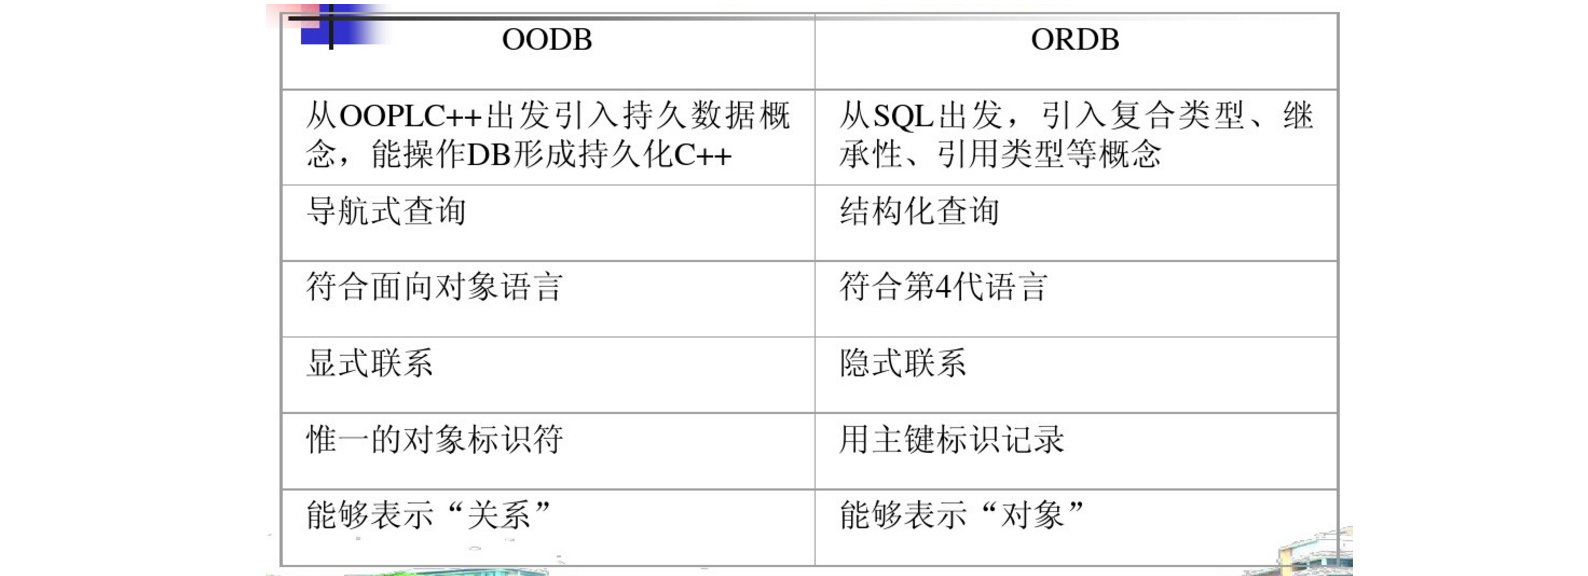 OODB
ORDB
从OOPLC++出发引入持久数据概
念，能操作DB形成持久化C++
从SQL出发，引入复合类型、继
承性、引用类型等概念
导航式查询
结构化查询
符合面向对象语言
符合第4代语言
显式联系
隐式联系
惟一的对象标识符
用主键标识记录
能够表示“关系”
能够表示“对象”